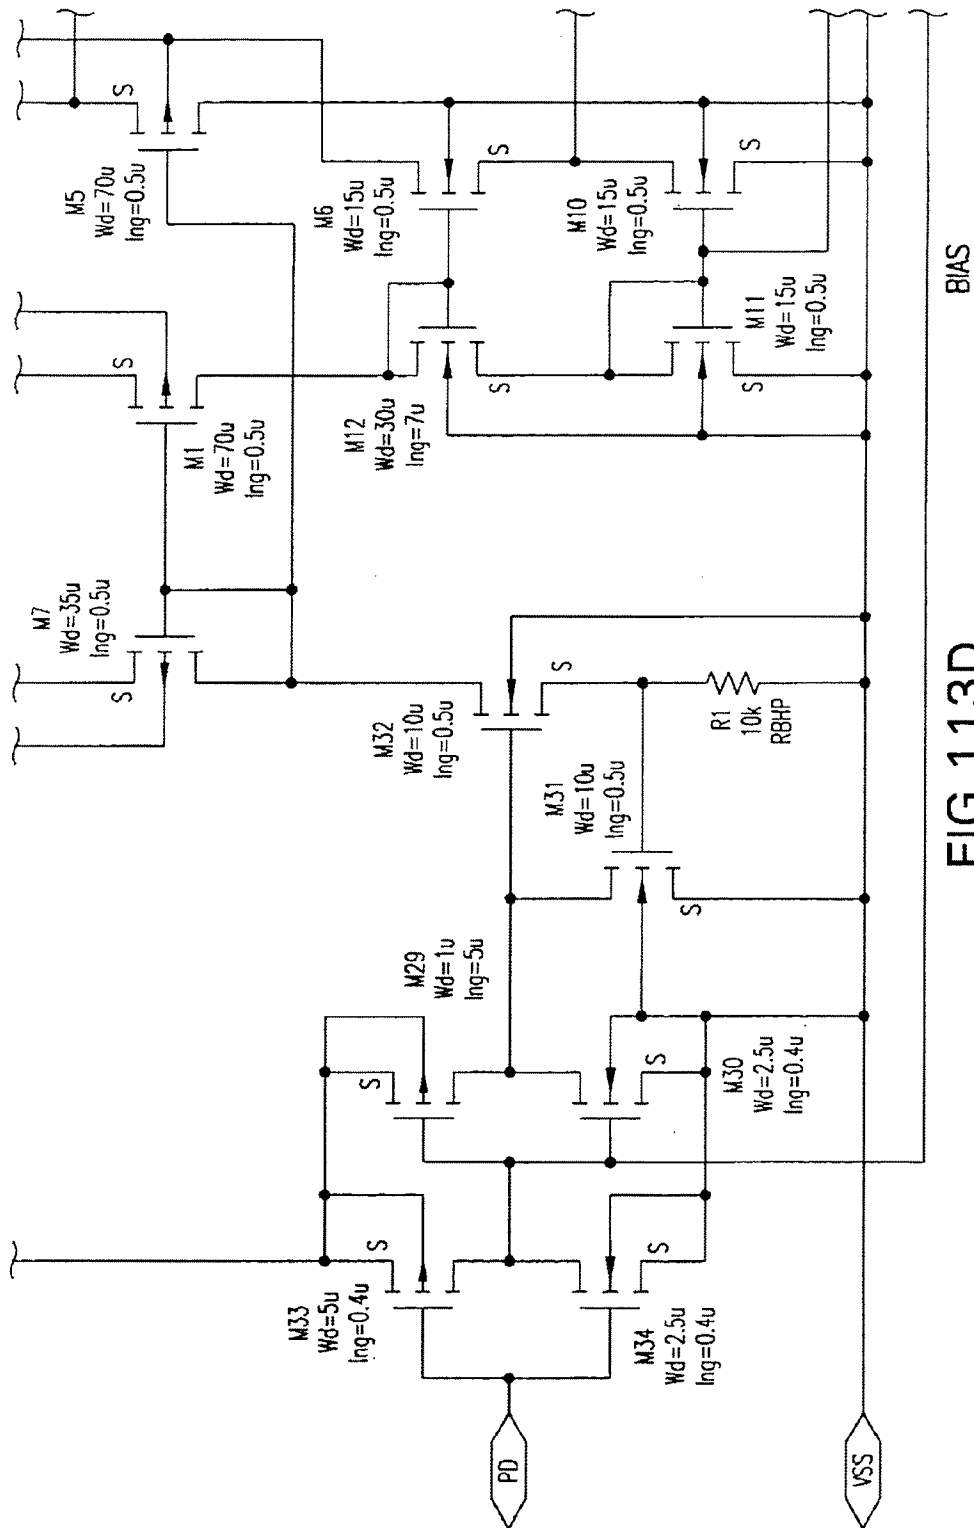 M5
Wd=70u
lng=0.5u
M1
Wd=70u
lng=0.5u
M7
Wd=35u
lng=0.5u
M6
Wd=15u
lng=0.5u
M12
Wd=30u
lng=7u
M10
Wd=15u
lng=0.5u
M11
Wd=15u
lng=0.5u
M32
Wd=10u
lng=0.5u
M31
Wd=10u
lng=0.5u
R1
10k
RBHP
M29
Wd=1u
lng=5u
M30
Wd=2.5u
lng=0.4u
M33
Wd=5u
lng=0.4u
M34
Wd=2.5u
lng=0.4u
S
S
S
S
S
S
S
S
S
S
S
S
S
PD
VSS
BIAS
FIG.113D